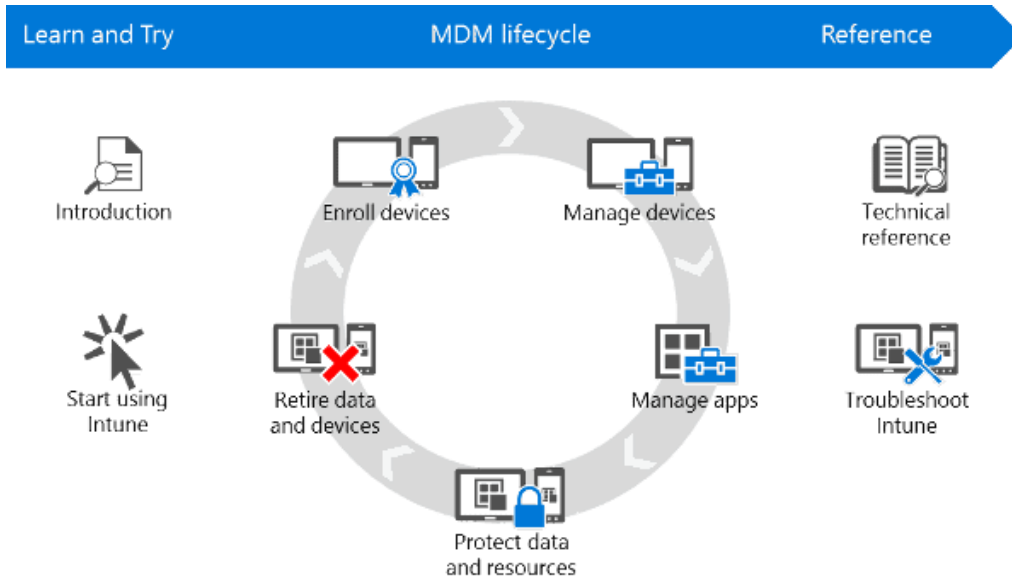 Learn and Try
MDM lifecycle
Reference
Introduction
Enroll devices
Manage devices
Technical
reference
Start using
Intune
Retire data
and devices
Manage apps
Troubleshoot
Intune
Protect data
and resources